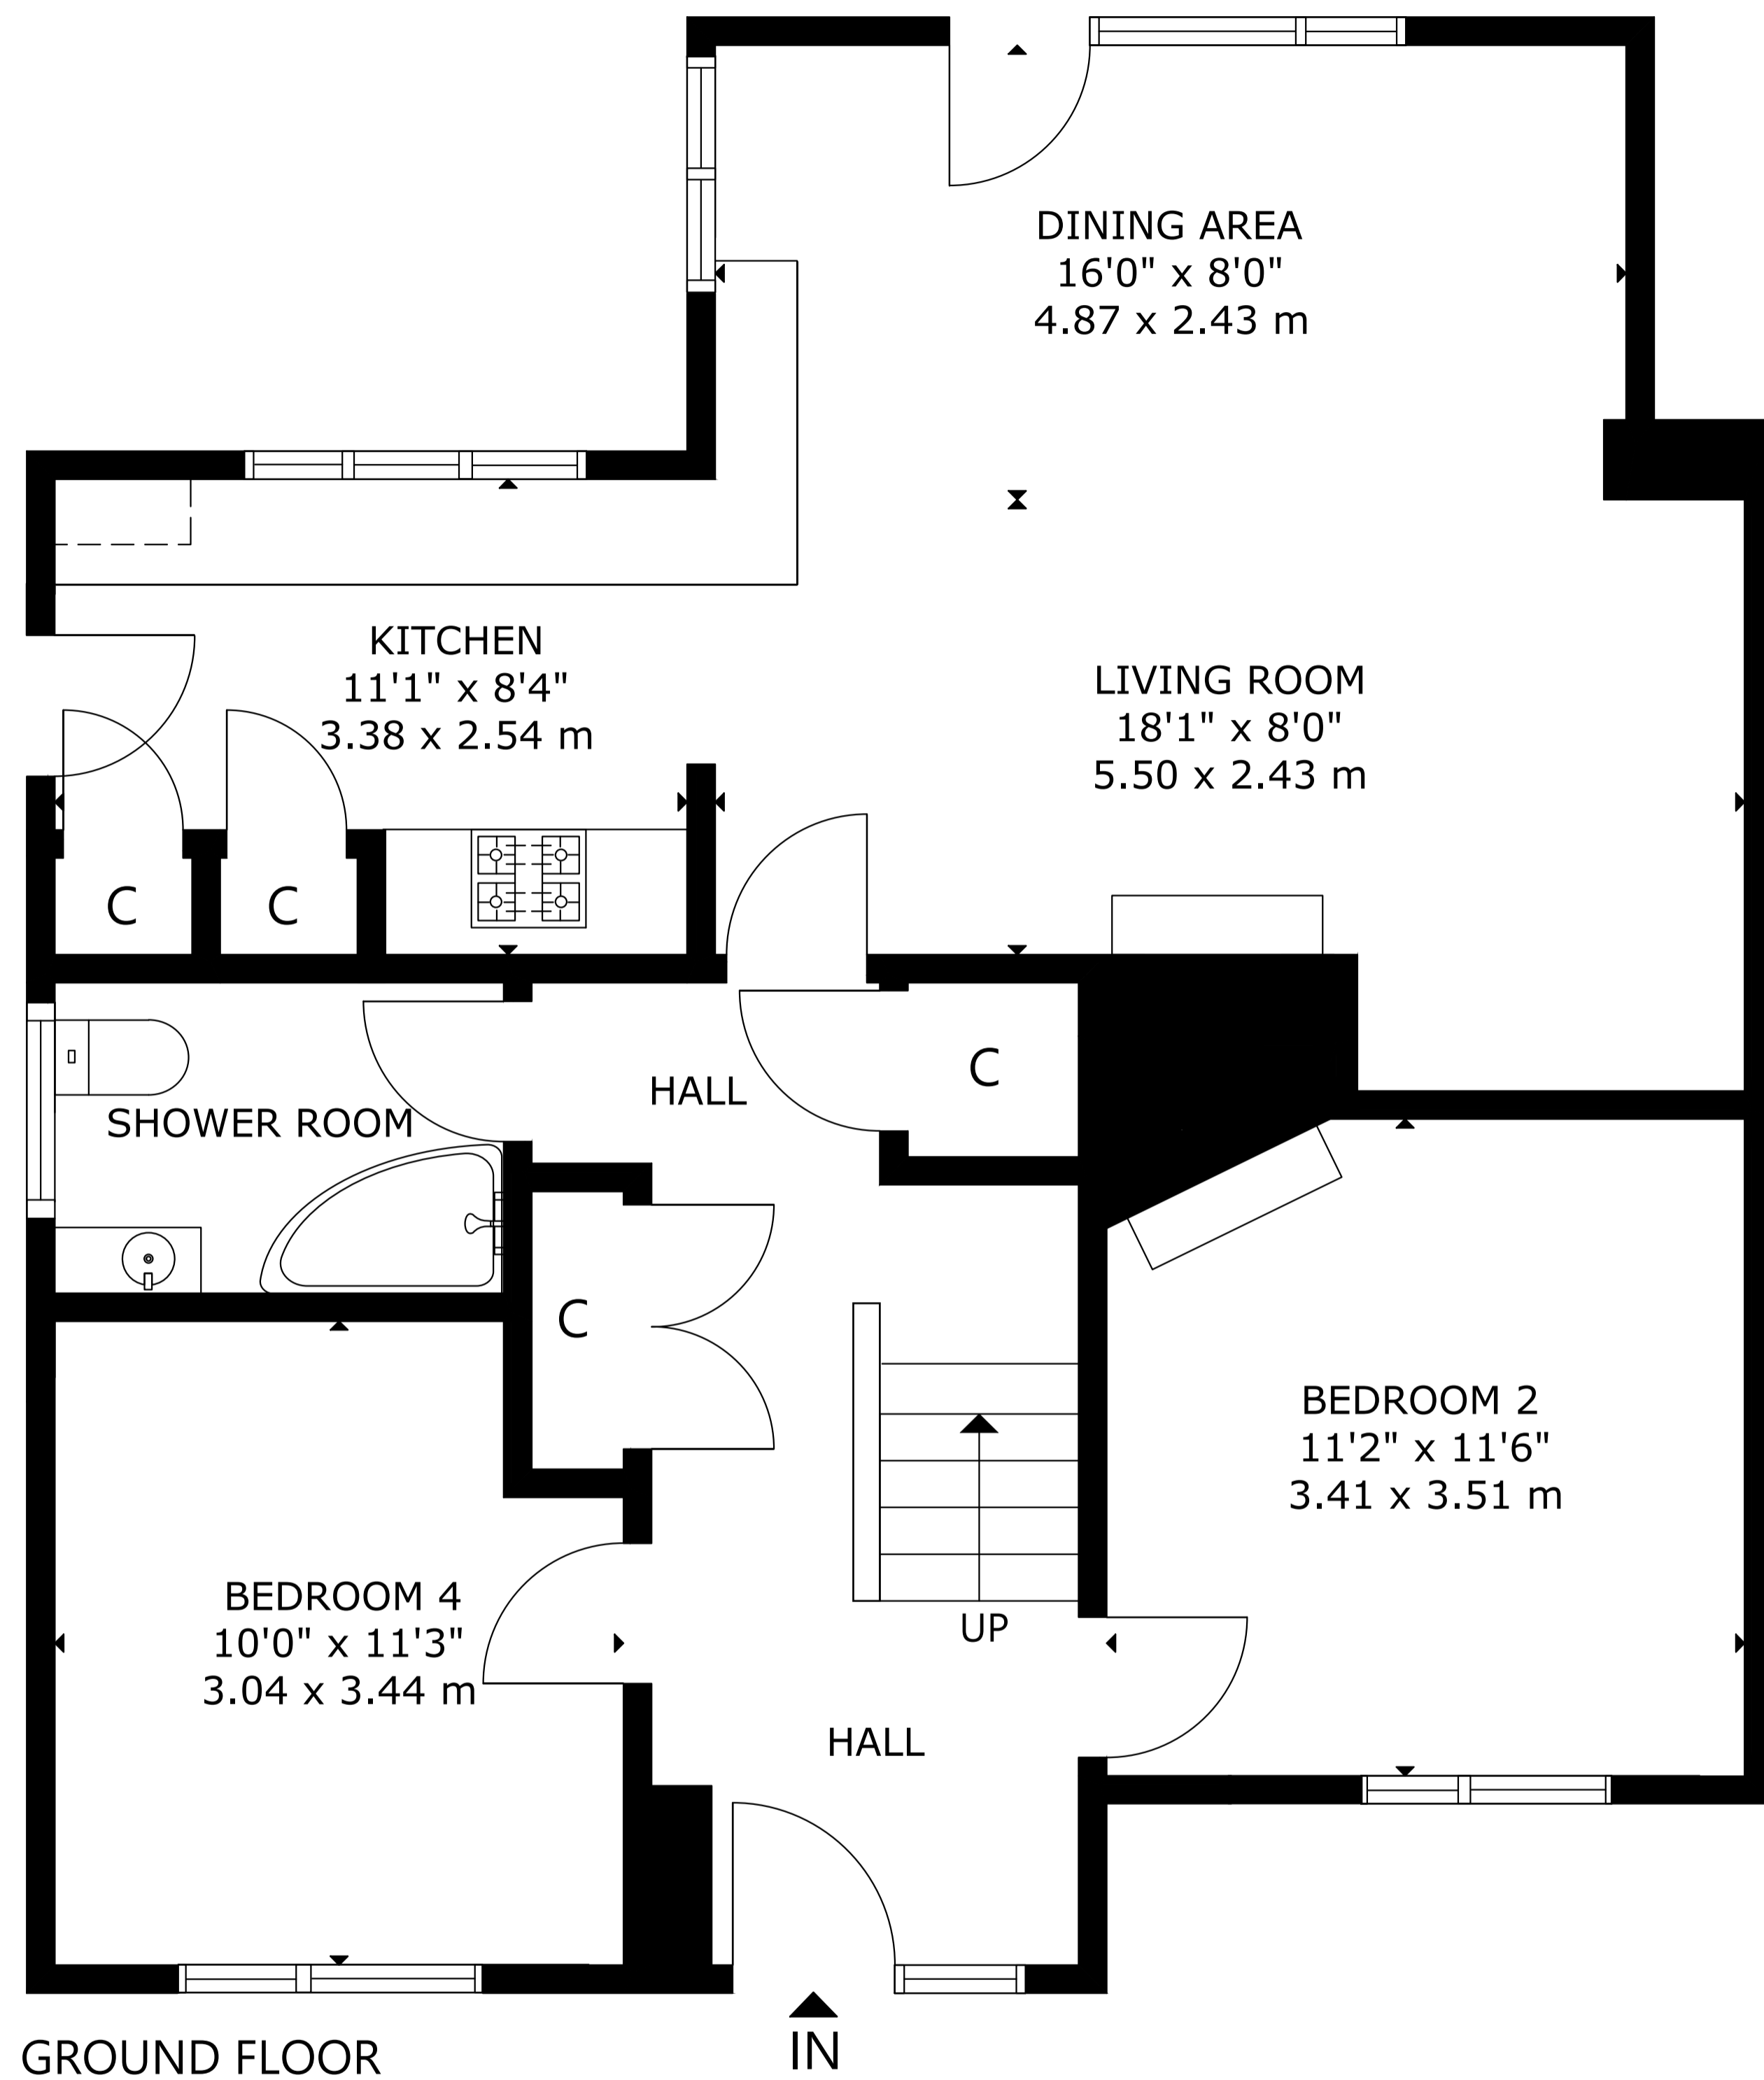 DINING AREA
16'0" x 8'0"
4.87 x 2.43 m
KITCHEN
11'1" x 8'4"
3.38 x 2.54 m
LIVING ROOM
18'1" x 8'0"
5.50 x 2.43 m
C
C
C
HALL
SHOWER ROOM
C
BEDROOM 2
11'2" x 11'6"
3.41 x 3.51 m
BEDROOM 4
10'0" x 11'3"
3.04 x 3.44 m
UP
HALL
IN
GROUND FLOOR